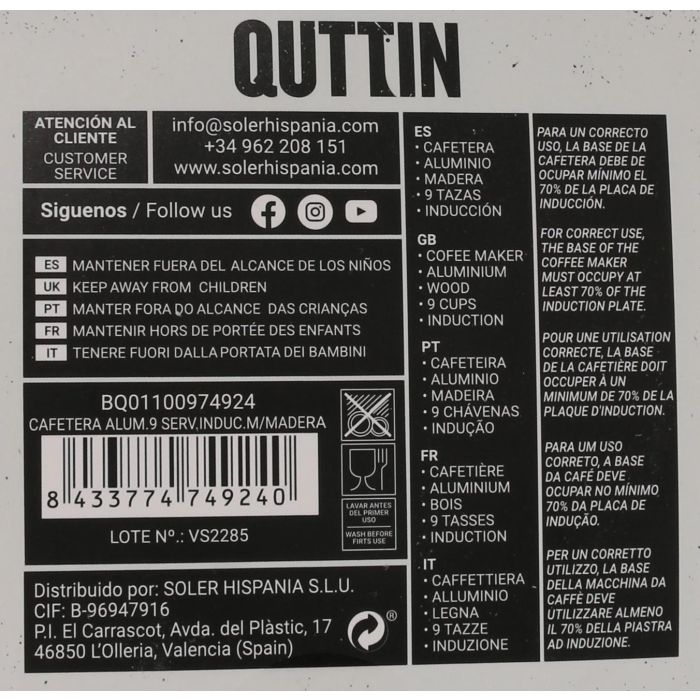 QUTTIN
ATENCIÓN AL
CLIENTE
CUSTOMER
SERVICE
info@solerhispania.com
+34 962 208 151
www.solerhispania.com
Siguenos / Follow us
ES MANTENER FUERA DEL ALCANCE DE LOS NIÑOS
UK KEEP AWAY FROM CHILDREN
PT MANTER FORA DO ALCANCE DAS CRIANÇAS
FR MANTENIR HORS DE PORTÉE DES ENFANTS
IT TENERE FUORI DALLA PORTATA DEI BAMBINI
BQ01100974924
CAFETERA ALUM.9 SERV,INDUC.M/MADERA
8 433774 749240
LOTE Nº.: VS2285
LAVAR ANTES
DEL PRIMER
USO
WASH BEFORE
FIRTS USE
Distribuido por: SOLER HISPANIA S.L.U.
CIF: B-96947916
P.I. El Carrascot, Avda. del Plàstic, 17
46850 L'Olleria, Valencia (Spain)
®
ES
· CAFETERA
· ALUMINIO
· MADERA
· 9 TAZAS
· INDUCCIÓN
GB
· COFEE MAKER
· ALUMINIUM
· WOOD
· 9 CUPS
· INDUCTION
PT
· CAFETEIRA
· ALUMINIO
· MADEIRA
· 9 CHÁVENAS
· INDUÇÃO
FR
· CAFETIÈRE
· ALUMINIUM
· BOIS
· 9 TASSES
· INDUCTION
IT
· CAFFETTIERA
· ALLUMINIO
· LEGNA
· 9 TAZZE
· INDUZIONE
PARA UN CORRECTO
USO, LA BASE DE LA
CAFETERA DEBE DE
OCUPAR MÍNIMO EL
70% DE LA PLACA DE
INDUCCIÓN.
FOR CORRECT USE,
THE BASE OF THE
COFFEE MAKER
MUST OCCUPY AT
LEAST 70% OF THE
INDUCTION PLATE.
POUR UNE UTILISATION
CORRECTE, LA BASE
DE LA CAFETIÈRE DOIT
OCCUPER À UN
MINIMUM DE 70% DE LA
PLAQUE D'INDUCTION.
PARA UM USO
CORRETO, A BASE
DA CAFÉ DEVE
OCUPAR NO MÍNIMO
70% DA PLACA DE
INDUÇÃO.
PER UN CORRETTO
UTILIZZO, LA BASE
DELLA MACCHINA DA
CAFFÈ DEVE
UTILIZZARE ALMENO
IL 70% DELLA PIASTRA
AD INDUZIONE.